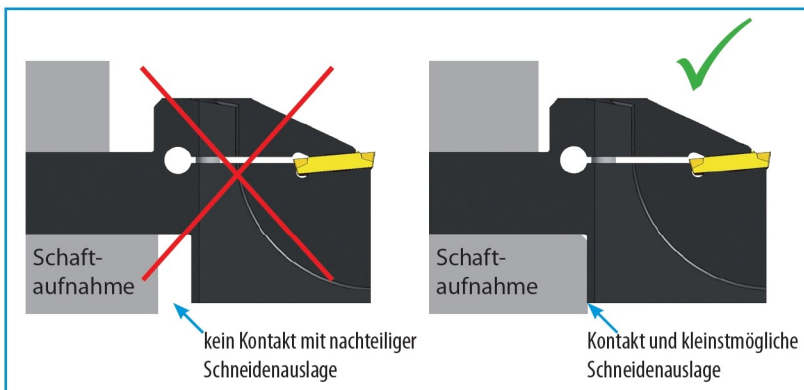 Schaft-
aufnahme
kein Kontakt mit nachteiliger
Schneidenauslage
Schaft-
aufnahme
Kontakt und kleinstmögliche
Schneidenauslage